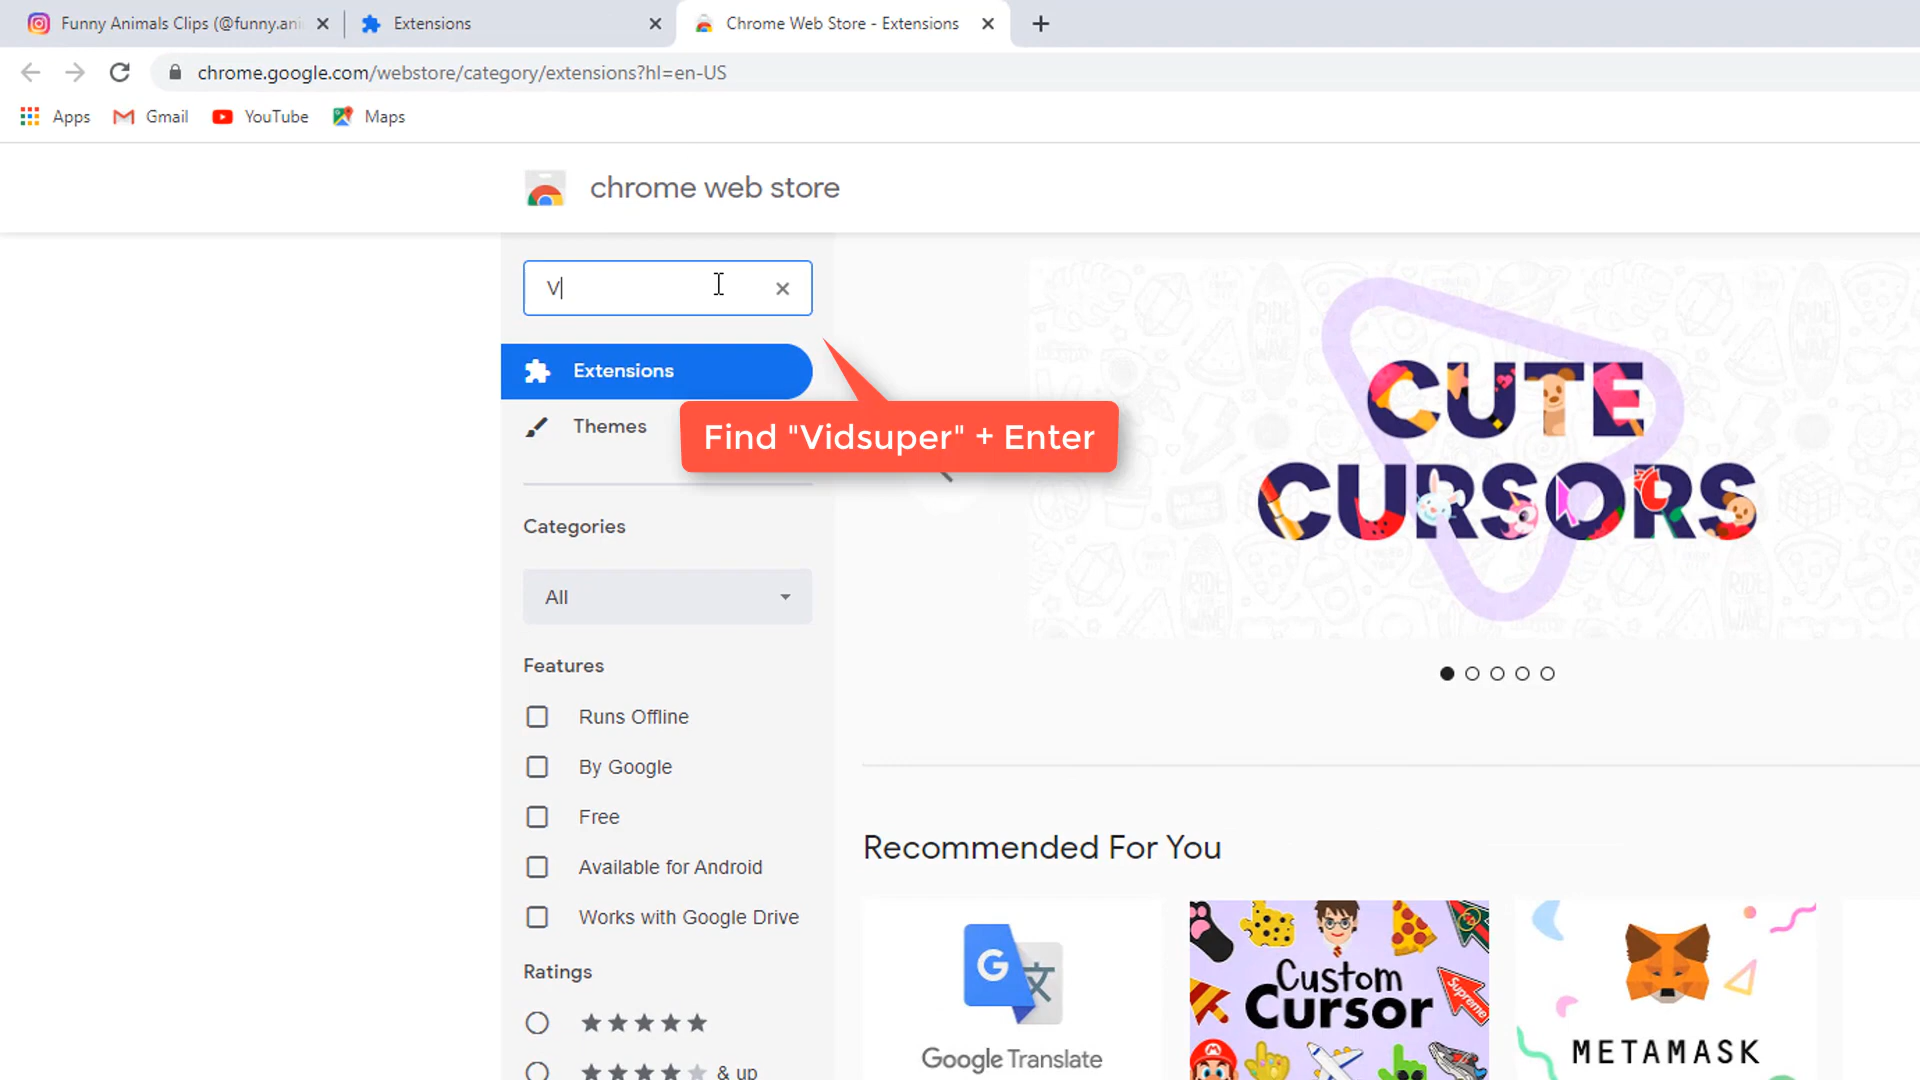 Funny Animals Clips (@funny.ani
Extensions
Chrome Web Store - Extensions
chrome.google.com/webstore/category/extensions?hl=en-US
Apps
Gmail
YouTube
Maps
chrome web store
V
Extensions
Themes
Find "Vidsuper" + Enter
CUTE
CURSORS
Categories
All
Features
Runs Offline
By Google
Free
Available for Android
Works with Google Drive
Ratings
& up
Recommended For You
G
Google Translate
Custom
Cursor
Supreme
METAMASK